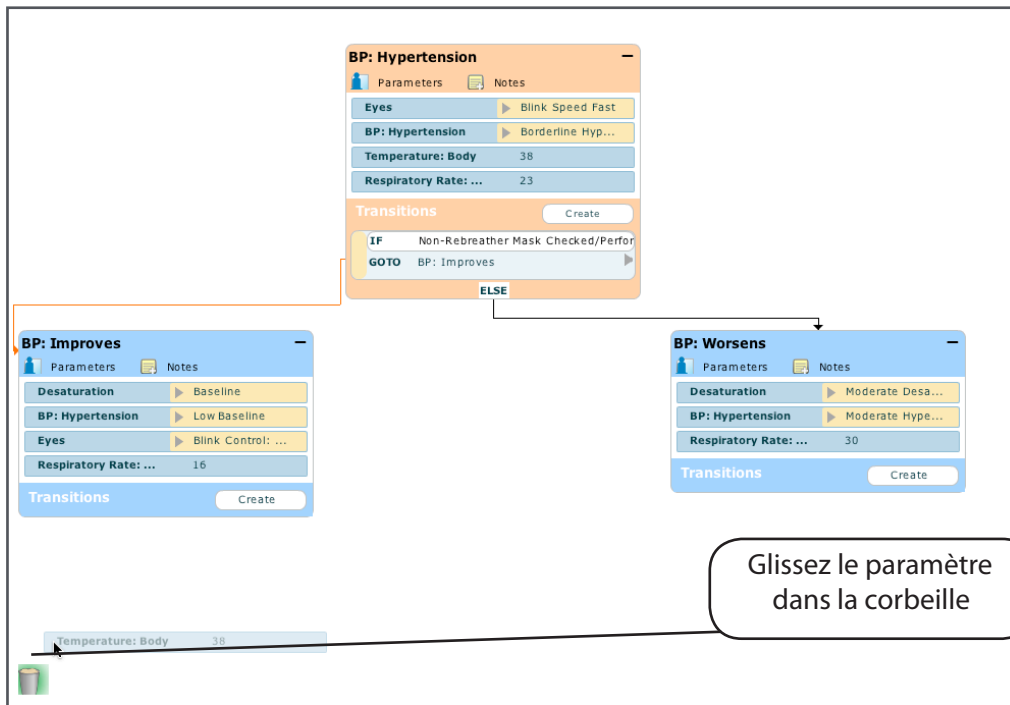 BP: Hypertension
Parameters Notes
Eyes Blink Speed Fast
BP: Hypertension Borderline Hyp...
Temperature: Body 38
Respiratory Rate: ... 23
Transitions Create
IF Non-Rebreather Mask Checked/Perfor
GOTO BP: Improves
ELSE
BP: Improves
Parameters Notes
Desaturation Baseline
BP: Hypertension Low Baseline
Eyes Blink Control: ...
Respiratory Rate: ... 16
Transitions Create
BP: Worsens
Parameters Notes
Desaturation Moderate Desa...
BP: Hypertension Moderate Hype...
Respiratory Rate: ... 30
Transitions Create
Glissez le paramètre
dans la corbeille
Temperature: Body 38